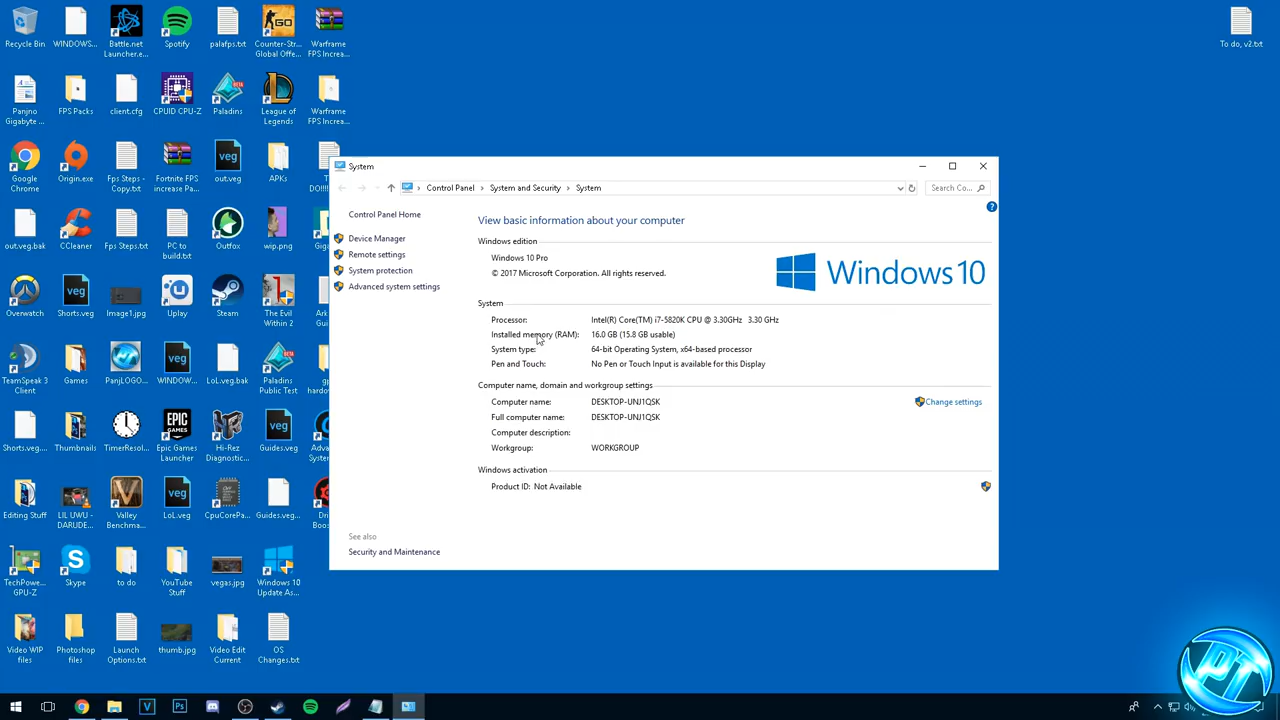 Recycle Bin
WINDOWS...
Battle.net
Launcher.e...
Spotify
palafps.txt
Counter-Str...
Global Offe...
Warframe
FPS Increa...
To do, v2.txt
Panjno
Gigabyte ...
FPS Packs
client.cfg
CPUID CPU-Z
Paladins
League of
Legends
Warframe
FPS Increa...
Google
Chrome
Origin.exe
Fps Steps -
Copy.txt
Fortnite FPS
increase Pa...
out.veg
APKs
out.veg.bak
CCleaner
Fps Steps.txt
PC to
build.txt
Outfox
wip.png
Overwatch
Shorts.veg
Image1.jpg
Uplay
Steam
The Evil
Within 2
TeamSpeak 3
Client
Games
PanjLOGO...
WINDOW...
LoL.veg.bak
Paladins
Public Test
Shorts.veg....
Thumbnails
TimerResol...
Epic Games
Launcher
Hi-Rez
Diagnostic...
Guides.veg
Editing Stuff
LIL UWU -
DARUDE...
Valley
Benchma...
LoL.veg
CpuCorePa...
Guides.veg...
TechPowe...
GPU-Z
Skype
to do
YouTube
Stuff
vegas.jpg
Windows 10
Update As...
Video WIP
files
Photoshop
files
Launch
Options.txt
thumb.jpg
Video Edit
Current
OS
Changes.txt
System
Control Panel > System and Security > System
Search Co...
Control Panel Home
Device Manager
Remote settings
System protection
Advanced system settings
See also
Security and Maintenance
View basic information about your computer
Windows edition
Windows 10 Pro
© 2017 Microsoft Corporation. All rights reserved.
Windows 10
System
Processor: Intel(R) Core(TM) i7-5820K CPU @ 3.30GHz 3.30 GHz
Installed memory (RAM): 16.0 GB (15.8 GB usable)
System type: 64-bit Operating System, x64-based processor
Pen and Touch: No Pen or Touch Input is available for this Display
Computer name, domain and workgroup settings
Computer name: DESKTOP-UNJ1QSK
Change settings
Full computer name: DESKTOP-UNJ1QSK
Computer description:
Workgroup: WORKGROUP
Windows activation
Product ID: Not Available